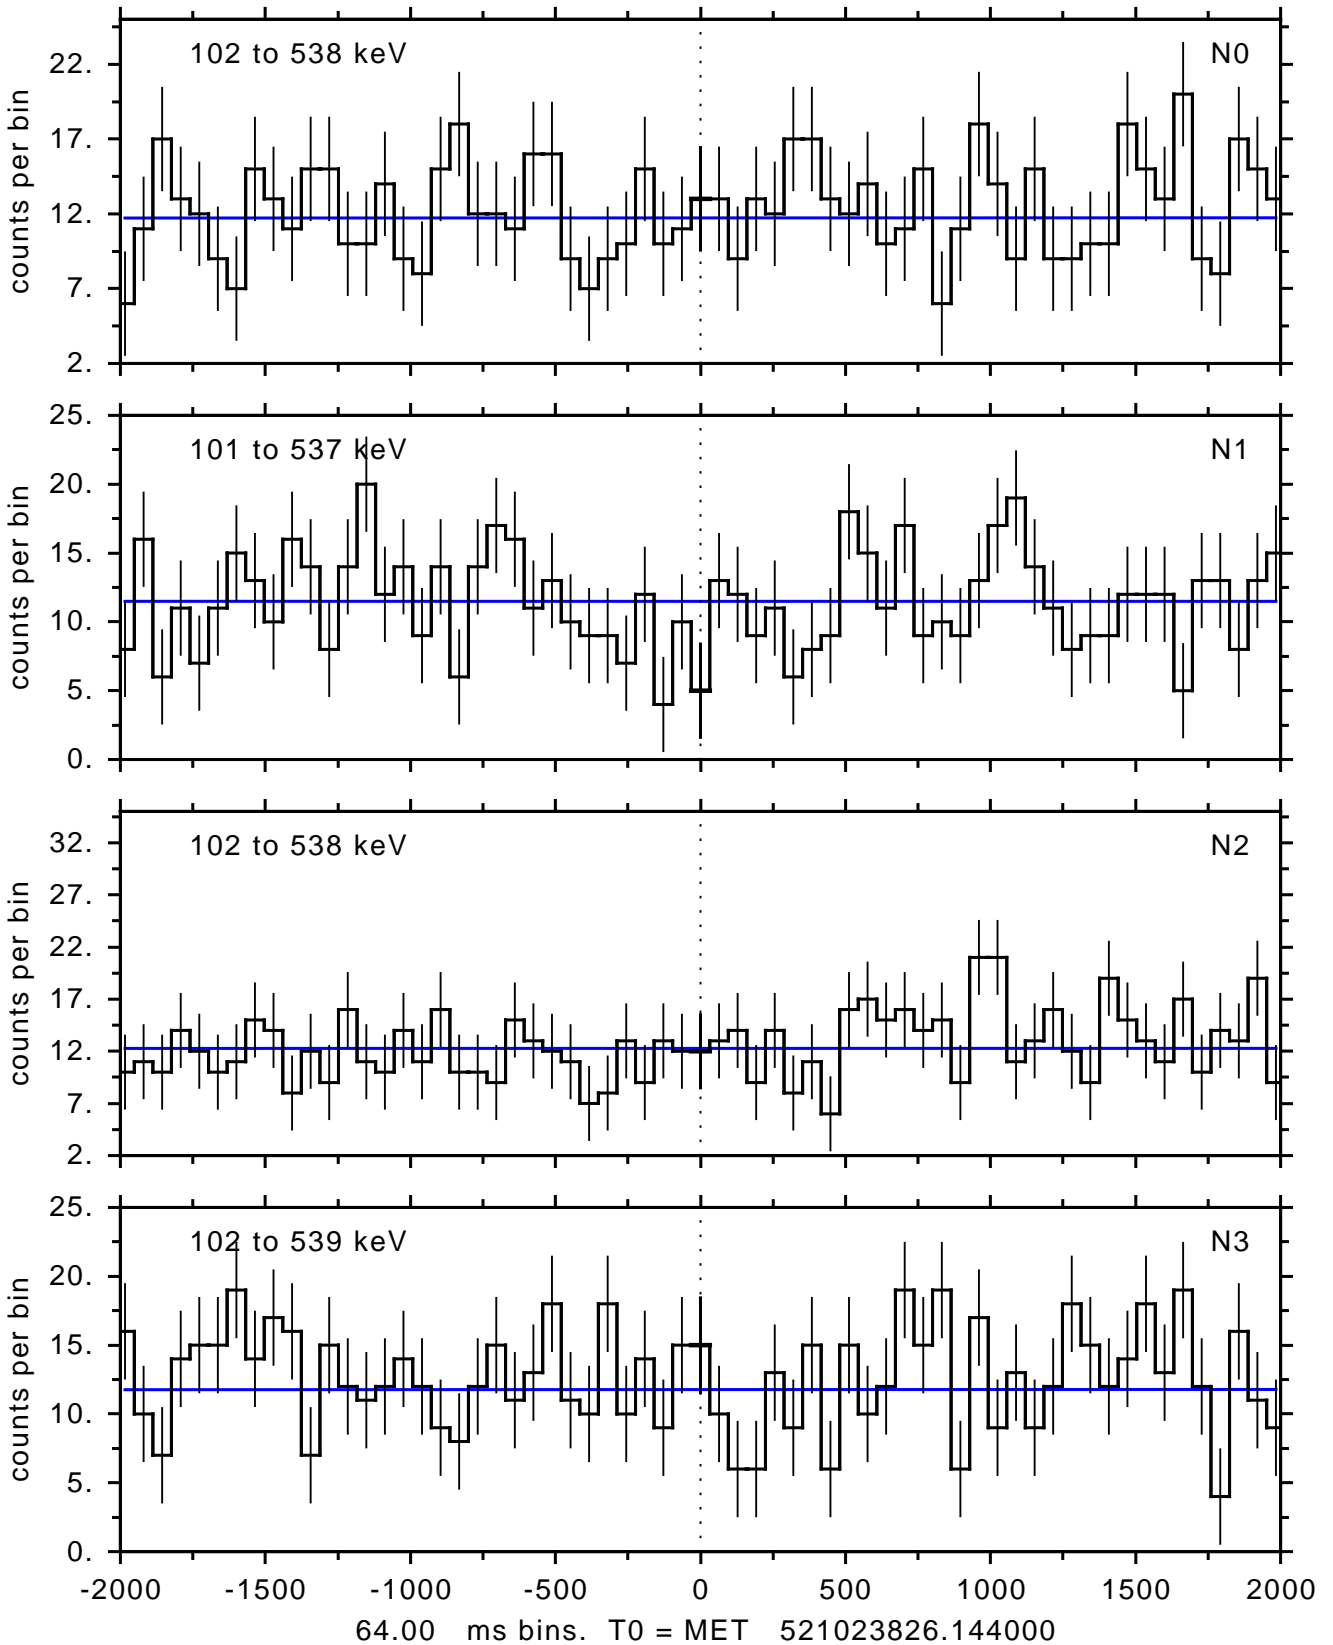 102 to 538 keV N0
22.
17.
12.
7.
2.
counts per bin
101 to 537 keV N1
25.
20.
15.
10.
5.
0.
counts per bin
102 to 538 keV N2
32.
27.
22.
17.
12.
7.
2.
counts per bin
102 to 539 keV N3
25.
20.
15.
10.
5.
0.
counts per bin
-2000 -1500 -1000 -500 0 500 1000 1500 2000
64.00 ms bins. T0 = MET 521023826.144000